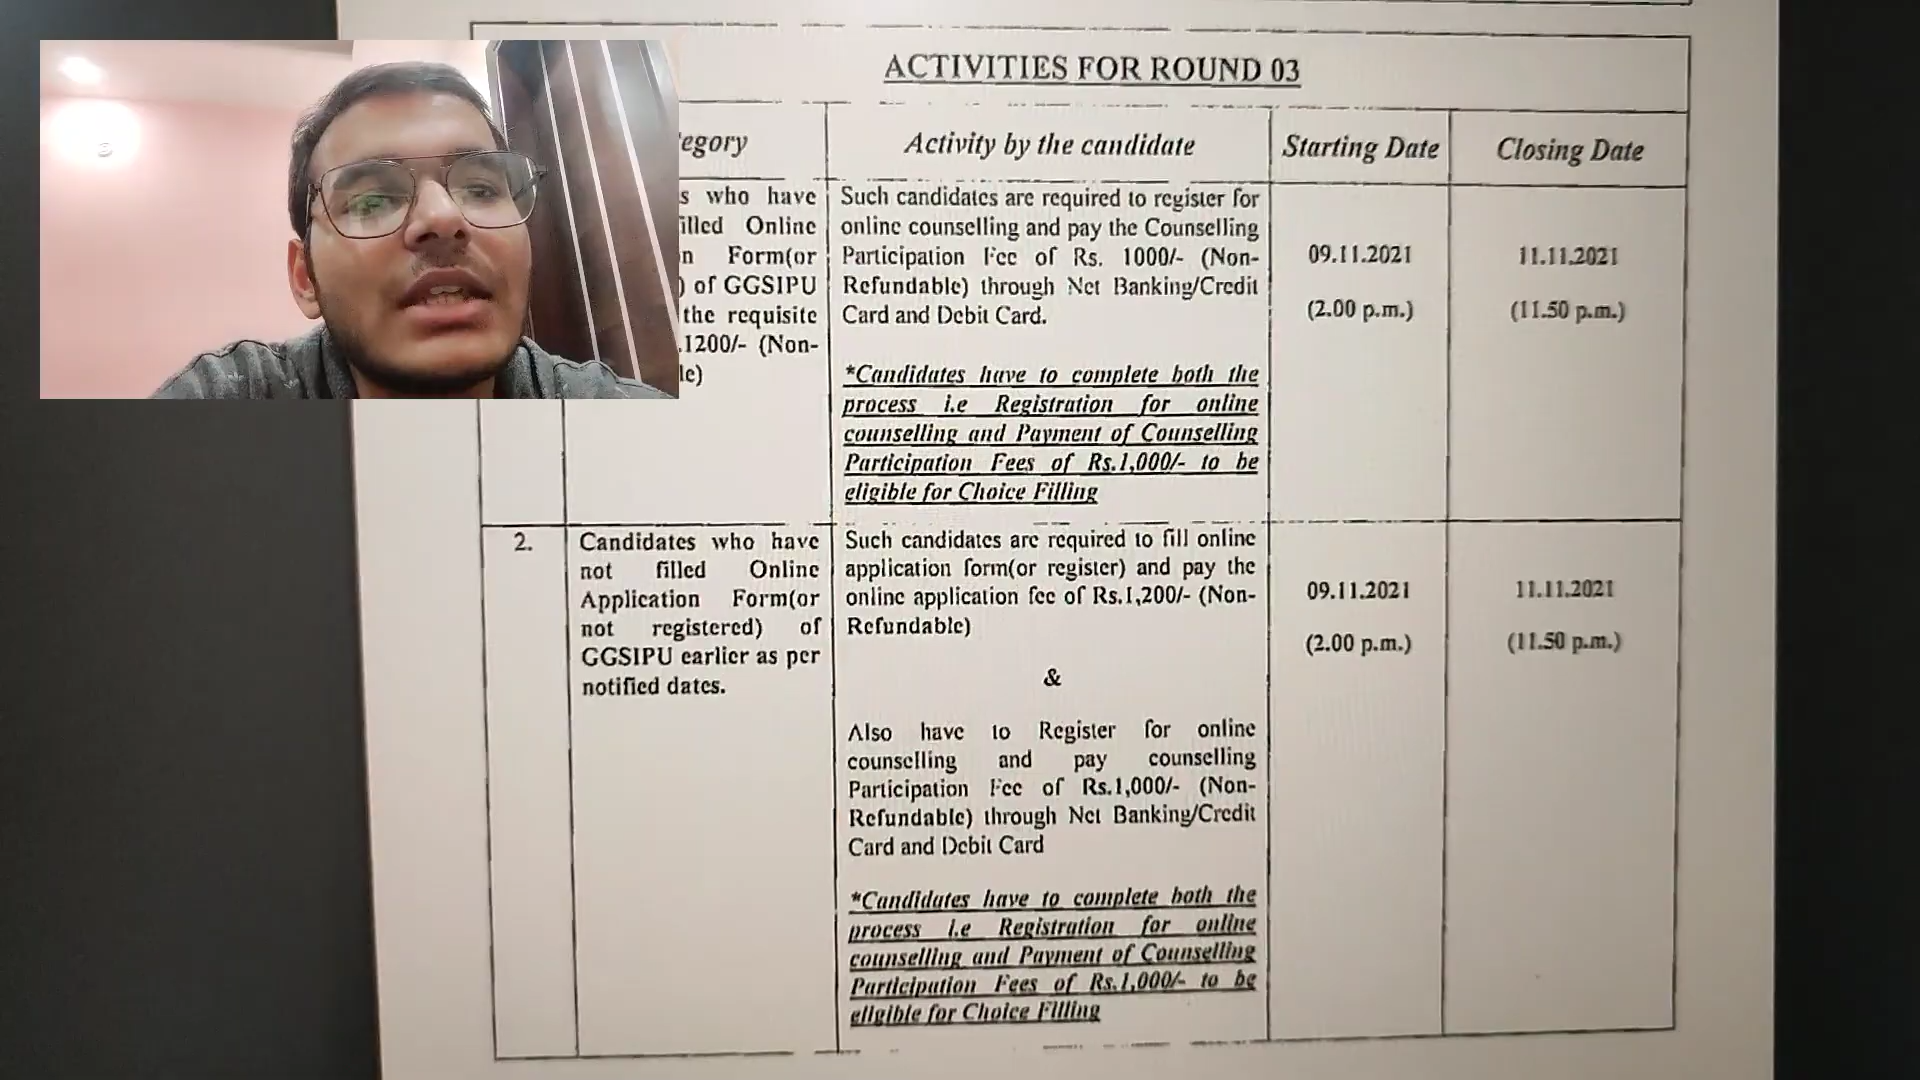 ACTIVITIES FOR ROUND 03
egory
Activity by the candidate
Starting Date
Closing Date
s who have
illed Online
n Form(or
) of GGSIPU
the requisite
.1200/- (Non-
le)
Such candidates are required to register for
online counselling and pay the Counselling
Participation Fee of Rs. 1000/- (Non-
Refundable) through Net Banking/Credit
Card and Debit Card.
*Candidates have to complete both the
process i.e Registration for online
counselling and Payment of Counselling
Participation Fees of Rs.1,000/- to be
eligible for Choice Filling
09.11.2021
(2.00 p.m.)
11.11.2021
(11.50 p.m.)
2.
Candidates who have
not filled Online
Application Form(or
not registered) of
GGSIPU earlier as per
notified dates.
Such candidates are required to fill online
application form(or register) and pay the
online application fee of Rs.1,200/- (Non-
Refundable)
&
Also have to Register for online
counselling and pay counselling
Participation Fee of Rs.1,000/- (Non-
Refundable) through Net Banking/Credit
Card and Debit Card
*Candidates have to complete both the
process i.e Registration for online
counselling and Payment of Counselling
Participation Fees of Rs.1,000/- to be
eligible for Choice Filling
09.11.2021
(2.00 p.m.)
11.11.2021
(11.50 p.m.)